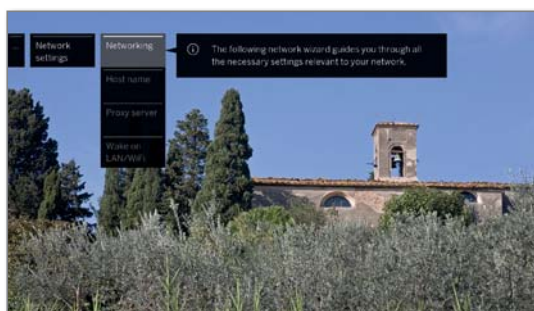 Network
settings
Networking
Host name
Proxy server
Wake on
LAN/WiFi
The following network wizard guides you through all
the necessary settings relevant to your network.